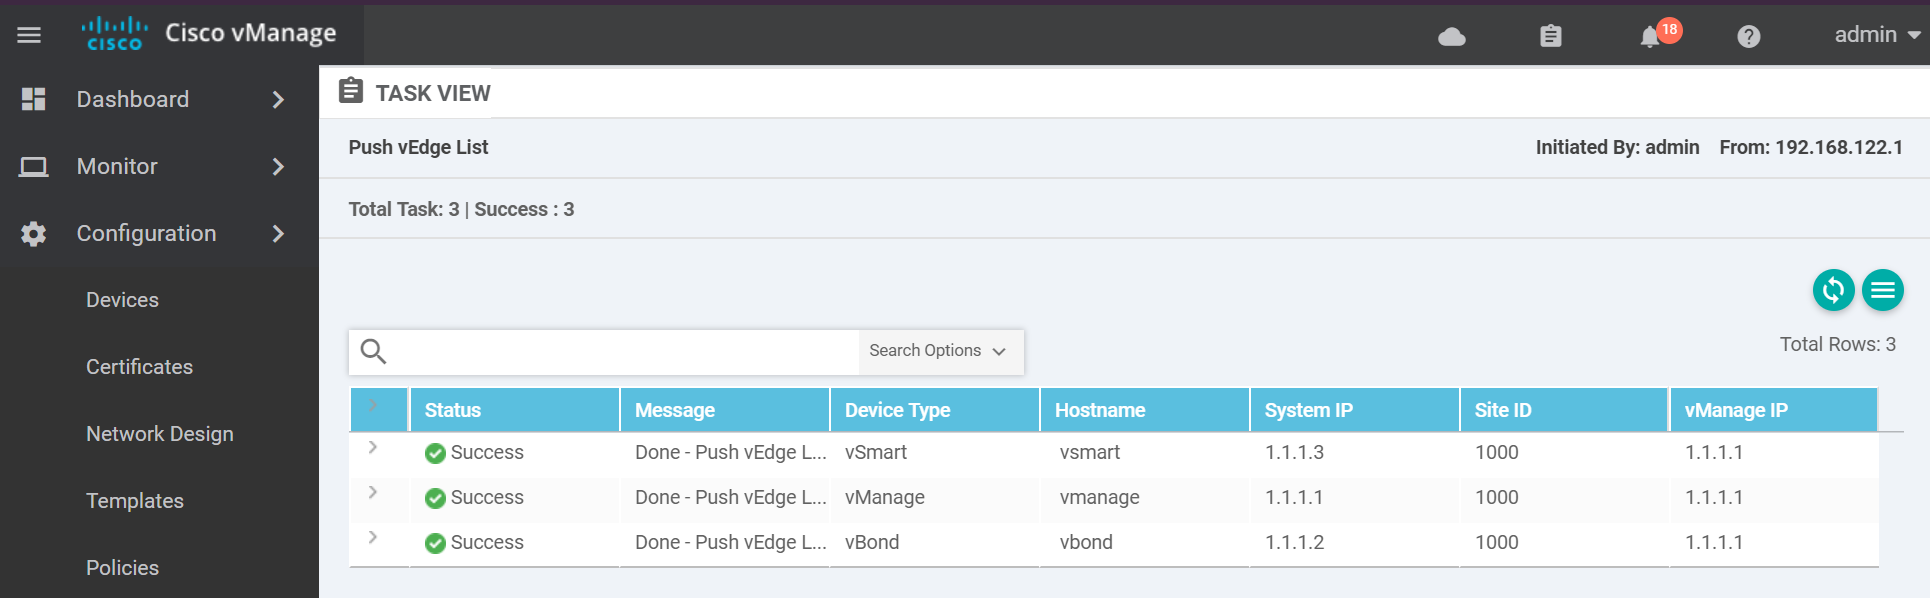 CISCO Cisco vManage 18 admin
Dashboard
Monitor
Configuration
Devices
Certificates
Network Design
Templates
Policies
TASK VIEW
Push vEdge List Initiated By: admin From: 192.168.122.1
Total Task: 3 | Success : 3
Search Options
Total Rows: 3
Status Message Device Type Hostname System IP Site ID vManage IP
Success Done - Push vEdge L... vSmart vsmart 1.1.1.3 1000 1.1.1.1
Success Done - Push vEdge L... vManage vmanage 1.1.1.1 1000 1.1.1.1
Success Done - Push vEdge L... vBond vbond 1.1.1.2 1000 1.1.1.1